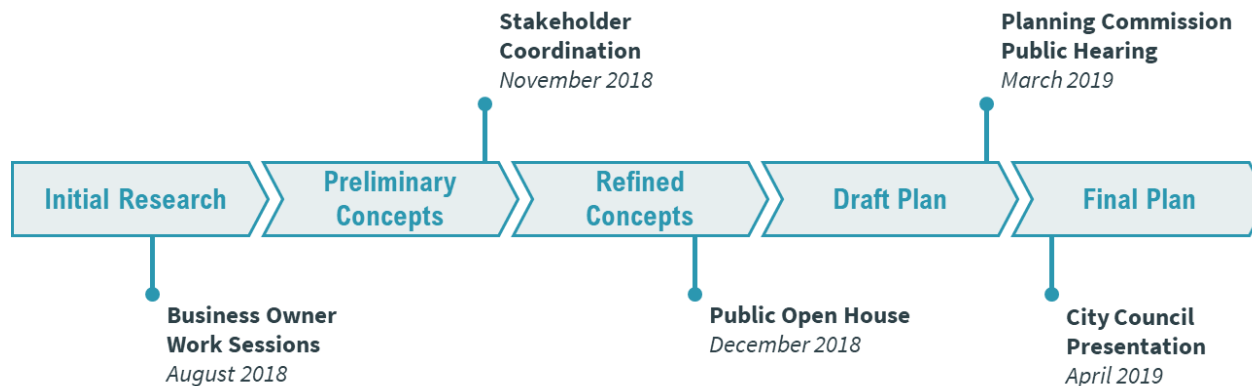 Stakeholder
Coordination
November 2018
Planning Commission
Public Hearing
March 2019
Initial Research
Preliminary
Concepts
Refined
Concepts
Draft Plan
Final Plan
Business Owner
Work Sessions
August 2018
Public Open House
December 2018
City Council
Presentation
April 2019